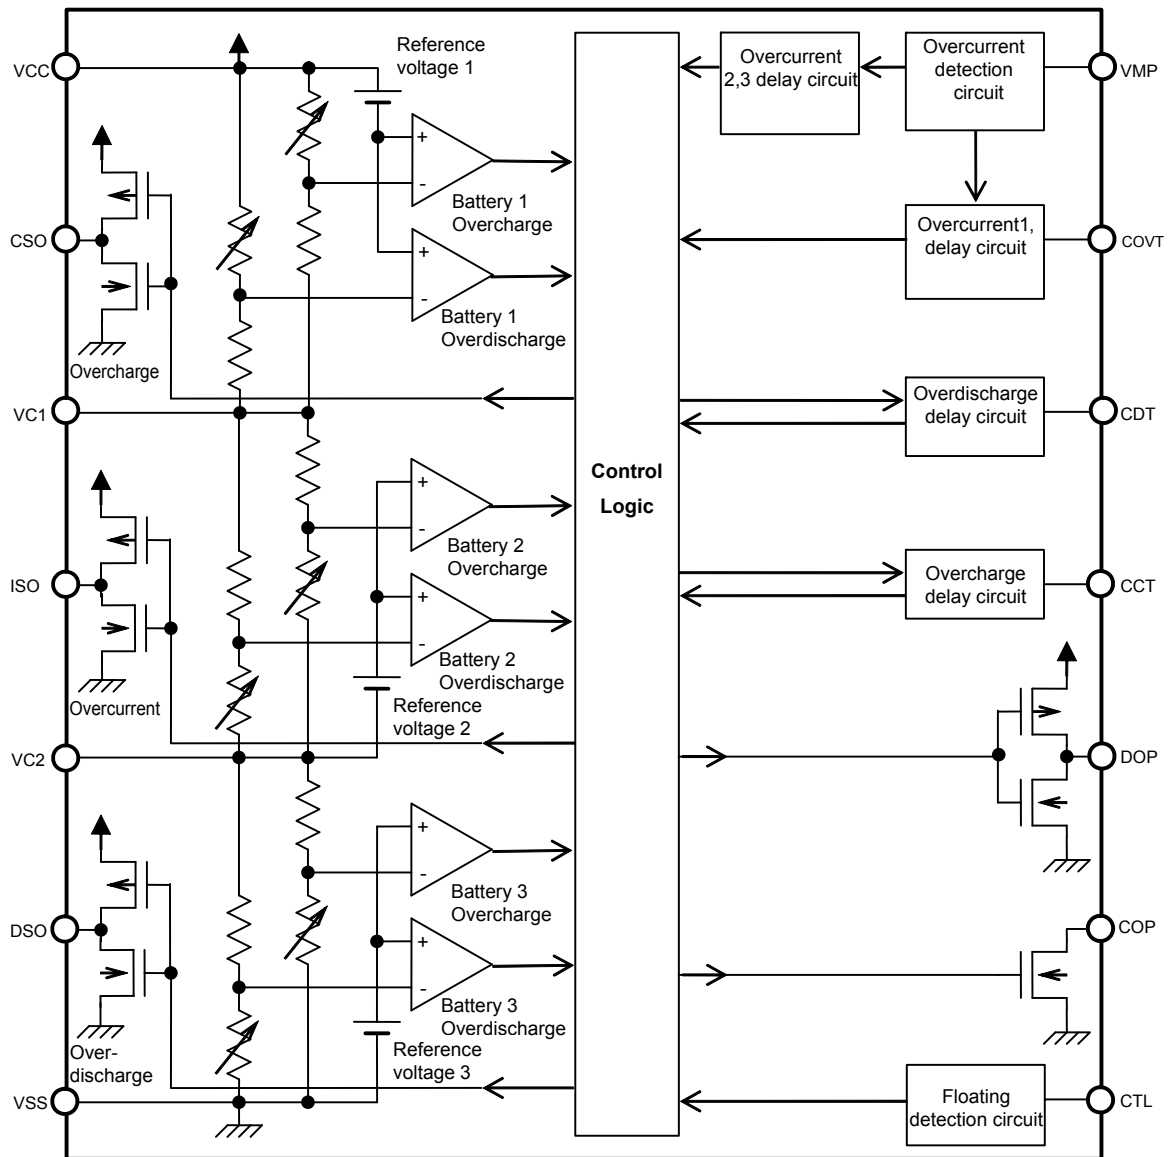 Reference
voltage 1
VCC
CSO
Overcharge
VC1
ISO
Overcurrent
VC2
DSO
Over-
discharge
VSS
+
-
Battery 1
Overcharge
+
-
Battery 1
Overdischarge
+
-
Battery 2
Overcharge
+
-
Battery 2
Overdischarge
Reference
voltage 2
+
-
Battery 3
Overcharge
+
-
Battery 3
Overdischarge
Reference
voltage 3
Control
Logic
Overcurrent
2,3 delay circuit
Overcurrent
detection
circuit
VMP
Overcurrent1,
delay circuit
COVT
Overdischarge
delay circuit
CDT
Overcharge
delay circuit
CCT
DOP
COP
Floating
detection circuit
CTL